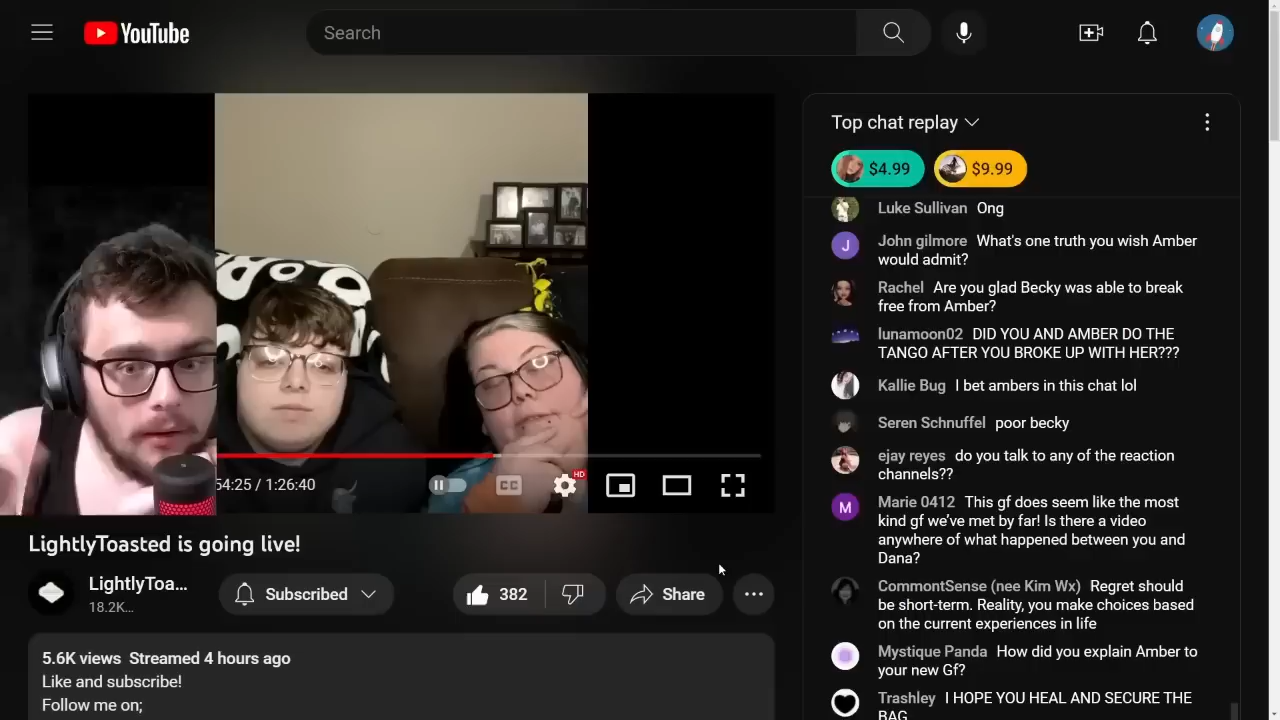 YouTube
Search
Top chat replay
$4.99
$9.99
Luke Sullivan Ong
John gilmore What's one truth you wish Amber
would admit?
Rachel Are you glad Becky was able to break
free from Amber?
lunamoon02 DID YOU AND AMBER DO THE
TANGO AFTER YOU BROKE UP WITH HER???
Kallie Bug I bet ambers in this chat lol
Seren Schnuffel poor becky
ejay reyes do you talk to any of the reaction
channels??
J
M
Marie 0412 This gf does seem like the most
kind gf we've met by far! Is there a video
anywhere of what happened between you and
Dana?
CommontSense (nee Kim Wx) Regret should
be short-term. Reality, you make choices based
on the current experiences in life
Mystique Panda How did you explain Amber to
your new Gf?
Trashley I HOPE YOU HEAL AND SECURE THE
BAG
54:25 / 1:26:40
CC
HD
LightlyToasted is going live!
LightlyToa...
18.2K...
Subscribed
382
Share
5.6K views Streamed 4 hours ago
Like and subscribe!
Follow me on;